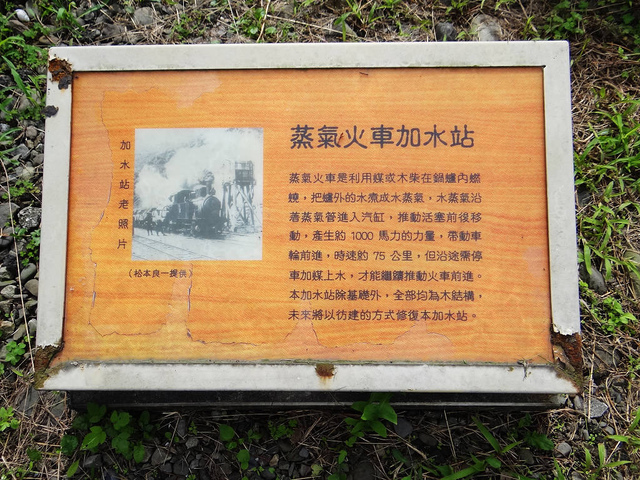 蒸氣火車加水站
蒸氣火車是利用煤或木柴在鍋爐內燃
燒，把爐外的水煮成水蒸氣，水蒸氣沿
着蒸氣管進入汽缸，推動活塞前後移
動，產生約 1000 馬力的力量，帶動車
輪前進，時速約 75 公里，但沿途需停
車加煤上水，才能繼續推動火車前進。
本加水站除基礎外，全部均為木結構，
未來將以仿建的方式修復本加水站。
加水站老照片
（松本良一提供）